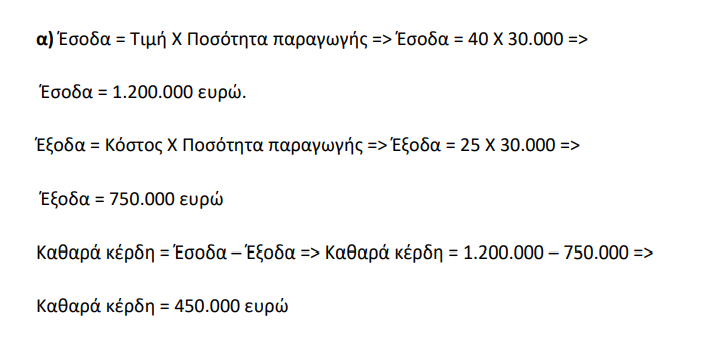 α) Έσοδα = Τιμή Χ Ποσότητα παραγωγής => Έσοδα = 40 Χ 30.000 =>
Έσοδα = 1.200.000 ευρώ.
Έξοδα = Κόστος Χ Ποσότητα παραγωγής => Έξοδα = 25 Χ 30.000 =>
Έξοδα = 750.000 ευρώ
Καθαρά κέρδη = Έσοδα – Έξοδα => Καθαρά κέρδη = 1.200.000 – 750.000 =>
Καθαρά κέρδη = 450.000 ευρώ